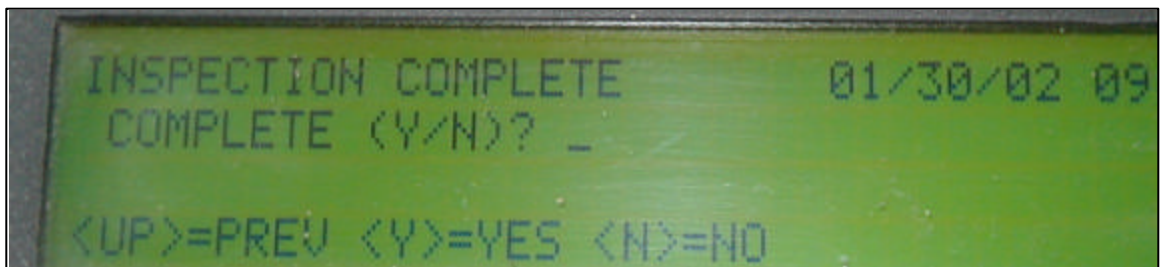 INSPECTION COMPLETE 01/30/02 09
COMPLETE (Y/N)? _
<UP>=PREV <Y>=YES <N>=NO